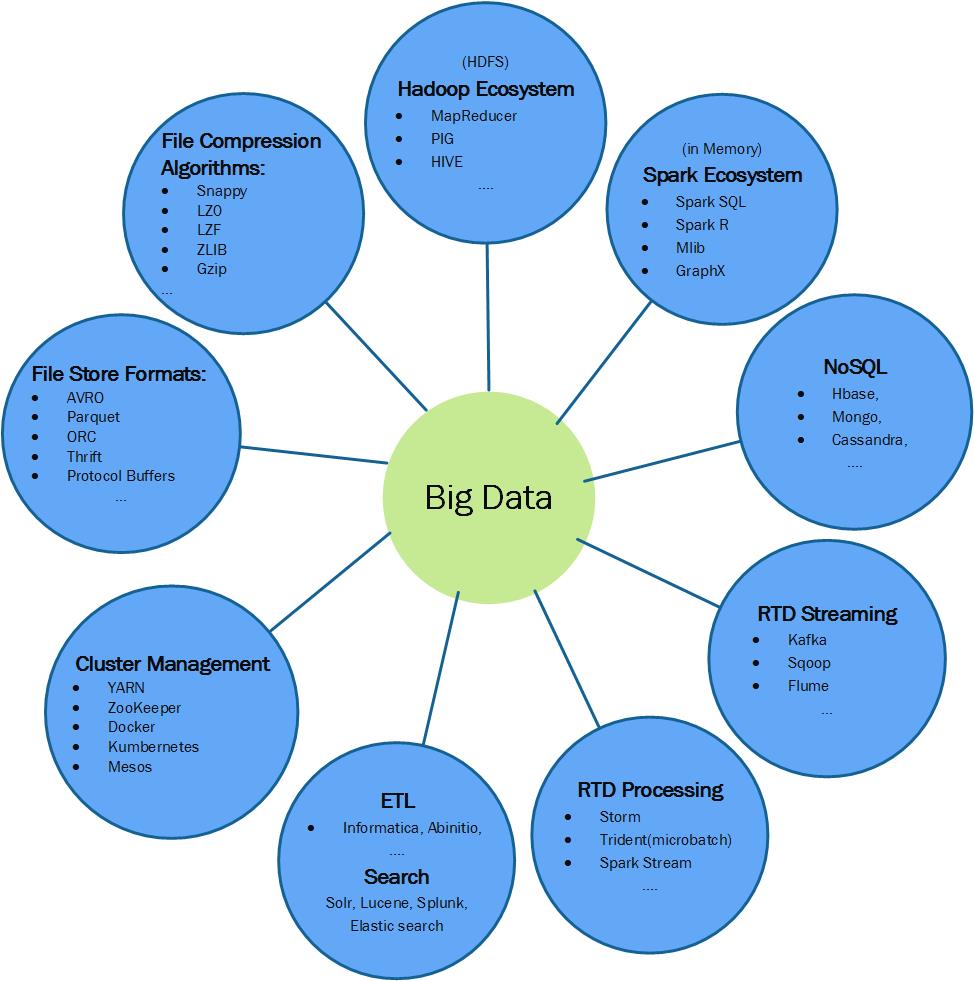 (HDFS)
Hadoop Ecosystem
• MapReducer
• PIG
• HIVE
....
(in Memory)
Spark Ecosystem
• Spark SQL
• Spark R
• Mlib
• GraphX
NoSQL
• Hbase,
• Mongo,
• Cassandra,
....
RTD Streaming
• Kafka
• Sqoop
• Flume
...
RTD Processing
• Storm
• Trident(microbatch)
• Spark Stream
....
ETL
• Informatica, Abinitio,
....
Search
Solr, Lucene, Splunk,
Elastic search
Cluster Management
• YARN
• ZooKeeper
• Docker
• Kumbernetes
• Mesos
File Store Formats:
• AVRO
• Parquet
• ORC
• Thrift
• Protocol Buffers
...
File Compression
Algorithms:
• Snappy
• LZO
• LZF
• ZLIB
• Gzip
...
Big Data